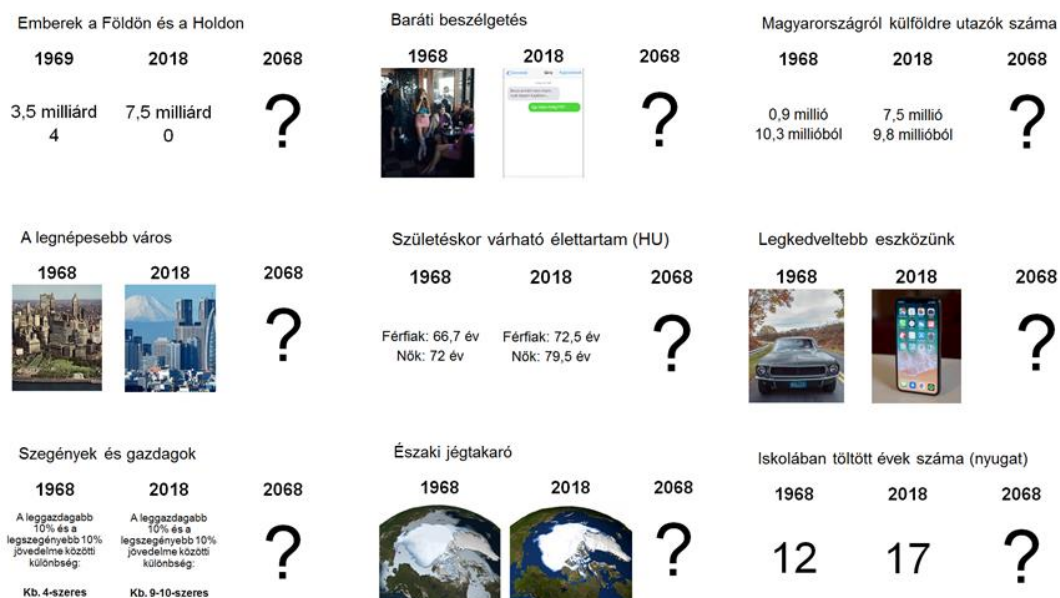 Emberek a Földön és a Holdon
1969 2018 2068
3,5 milliárd 7,5 milliárd
4 0
?
Baráti beszélgetés
1968 2018 2068
?
Magyarországról külföldre utazók száma
1968 2018 2068
0,9 millió 7,5 millió
10,3 millióból 9,8 millióból
?
A legnépesebb város
1968 2018 2068
?
Születéskor várható élettartam (HU)
1968 2018 2068
Férfiak: 66,7 év Férfiak: 72,5 év
Nők: 72 év Nők: 79,5 év
?
Legkedveltebb eszközünk
1968 2018 2068
?
Szegények és gazdagok
1968 2018 2068
A leggazdagabb A leggazdagabb
10% és a 10% és a
legszegényebb 10% legszegényebb 10%
jövedelme közötti jövedelme közötti
különbség: különbség:
Kb. 4-szeres Kb. 9-10-szeres
?
Északi jégtakaró
1968 2018 2068
?
Iskolában töltött évek száma (nyugat)
1968 2018 2068
12 17 ?